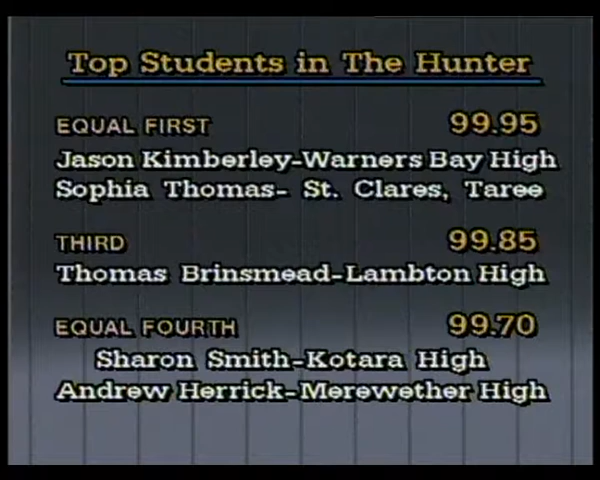 Top Students in The Hunter
EQUAL FIRST 99.95
Jason Kimberley-Warners Bay High
Sophia Thomas- St. Clares, Taree
THIRD 99.85
Thomas Brinsmead-Lambton High
EQUAL FOURTH 99.70
Sharon Smith-Kotara High
Andrew Herrick-Merewether High